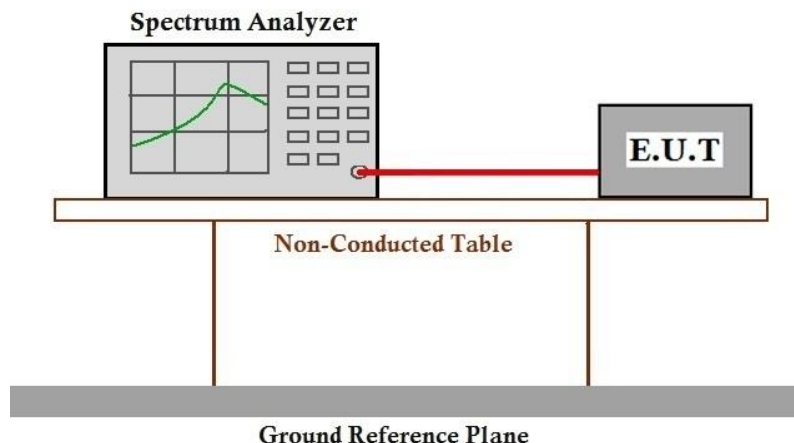 Spectrum Analyzer
E.U.T
Non-Conducted Table
Ground Reference Plane